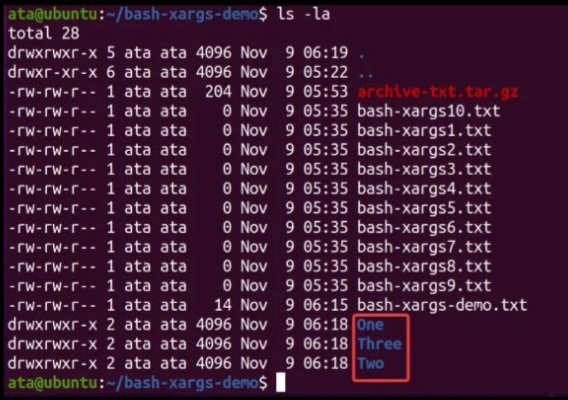 ata@ubuntu:~/bash-xargs-demo$ ls -la
total 28
drwxrwxr-x 5 ata ata 4096 Nov  9 06:19 .
drwxr-xr-x 6 ata ata 4096 Nov  9 05:22 ..
-rw-rw-r-- 1 ata ata  204 Nov  9 05:53 archive-txt.tar.gz
-rw-rw-r-- 1 ata ata    0 Nov  9 05:35 bash-xargs10.txt
-rw-rw-r-- 1 ata ata    0 Nov  9 05:35 bash-xargs1.txt
-rw-rw-r-- 1 ata ata    0 Nov  9 05:35 bash-xargs2.txt
-rw-rw-r-- 1 ata ata    0 Nov  9 05:35 bash-xargs3.txt
-rw-rw-r-- 1 ata ata    0 Nov  9 05:35 bash-xargs4.txt
-rw-rw-r-- 1 ata ata    0 Nov  9 05:35 bash-xargs5.txt
-rw-rw-r-- 1 ata ata    0 Nov  9 05:35 bash-xargs6.txt
-rw-rw-r-- 1 ata ata    0 Nov  9 05:35 bash-xargs7.txt
-rw-rw-r-- 1 ata ata    0 Nov  9 05:35 bash-xargs8.txt
-rw-rw-r-- 1 ata ata    0 Nov  9 05:35 bash-xargs9.txt
-rw-rw-r-- 1 ata ata   14 Nov  9 06:15 bash-xargs-demo.txt
drwxrwxr-x 2 ata ata 4096 Nov  9 06:18 One
drwxrwxr-x 2 ata ata 4096 Nov  9 06:18 Three
drwxrwxr-x 2 ata ata 4096 Nov  9 06:18 Two
ata@ubuntu:~/bash-xargs-demo$